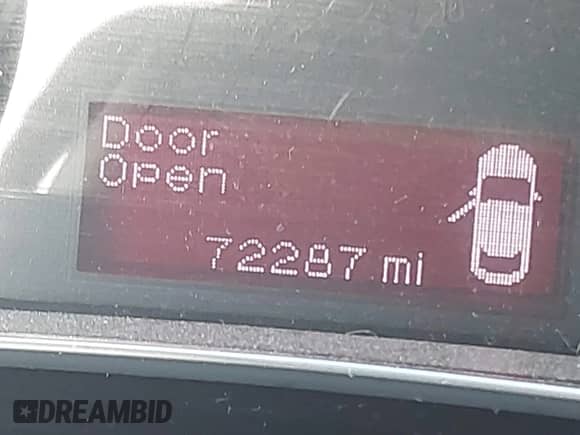 Door
Open
72287 mi
DREAMBID